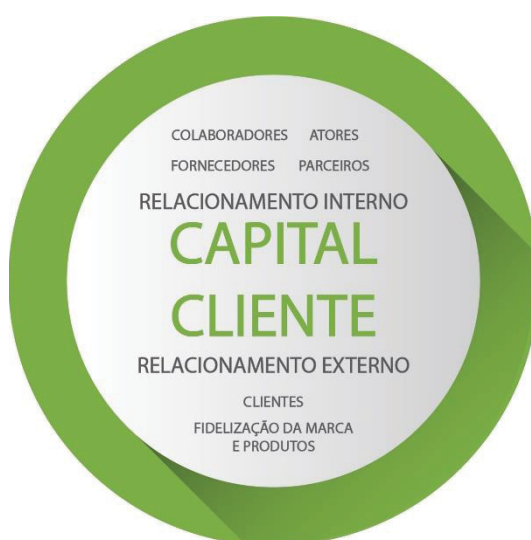 COLABORADORES ATORES
FORNECEDORES PARCEIROS
RELACIONAMENTO INTERNO
CAPITAL
CLIENTE
RELACIONAMENTO EXTERNO
CLIENTES
FIDELIZAÇÃO DA MARCA
E PRODUTOS